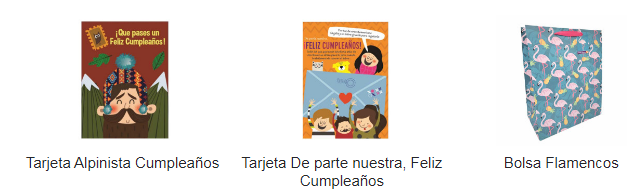 ¡Que pases un
Feliz Cumpleaños!
¡FELIZ CUMPLEAÑOS!
Tarjeta Alpinista Cumpleaños
Tarjeta De parte nuestra, Feliz
Cumpleaños
Bolsa Flamencos